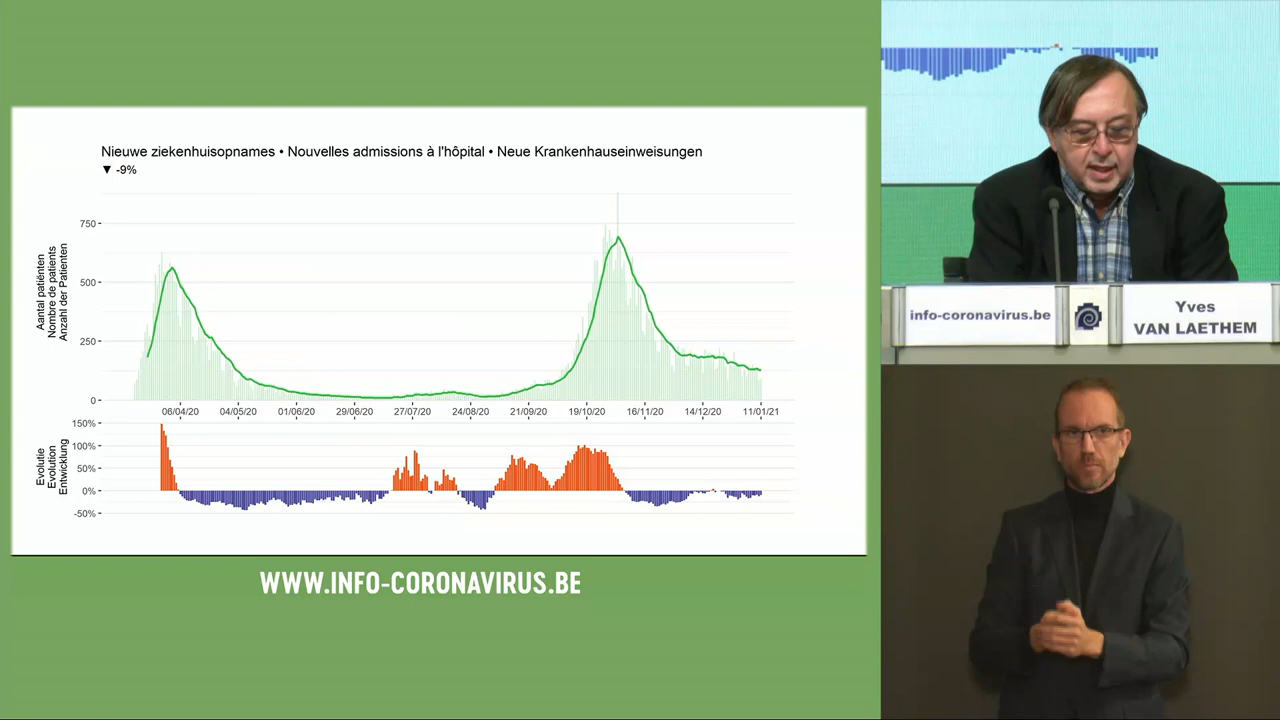 Nieuwe ziekenhuisopnames • Nouvelles admissions à l'hôpital • Neue Krankenhauseinweisungen
▼ -9%
Aantal patiënten
Nombre de patients
Anzahl der Patienten
750
500
250
0
06/04/20 04/05/20 01/06/20 29/06/20 27/07/20 24/08/20 21/09/20 19/10/20 16/11/20 14/12/20 11/01/21
Evolutie
Evolution
Entwicklung
150%
100%
50%
0%
-50%
WWW.INFO-CORONAVIRUS.BE
info-coronavirus.be
Yves
VAN LAETHEM